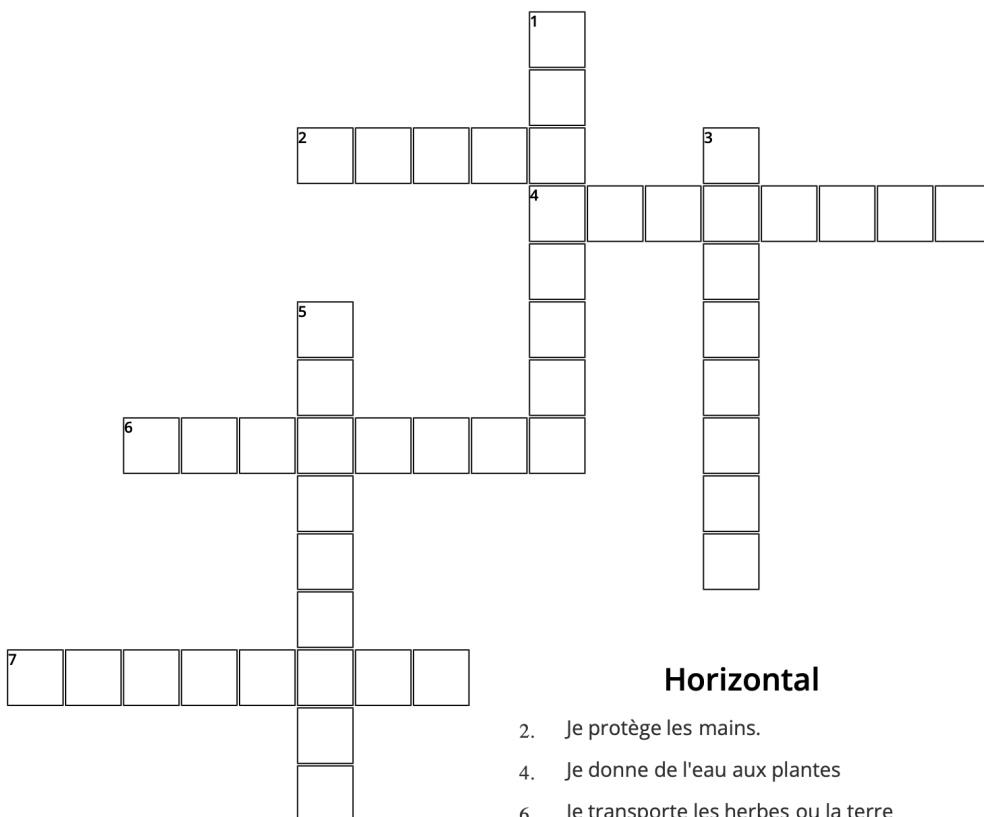 1
2
3
4
5
6
7
Horizontal
2. Je protège les mains.
4. Je donne de l'eau aux plantes
6. Je transporte les herbes ou la terre